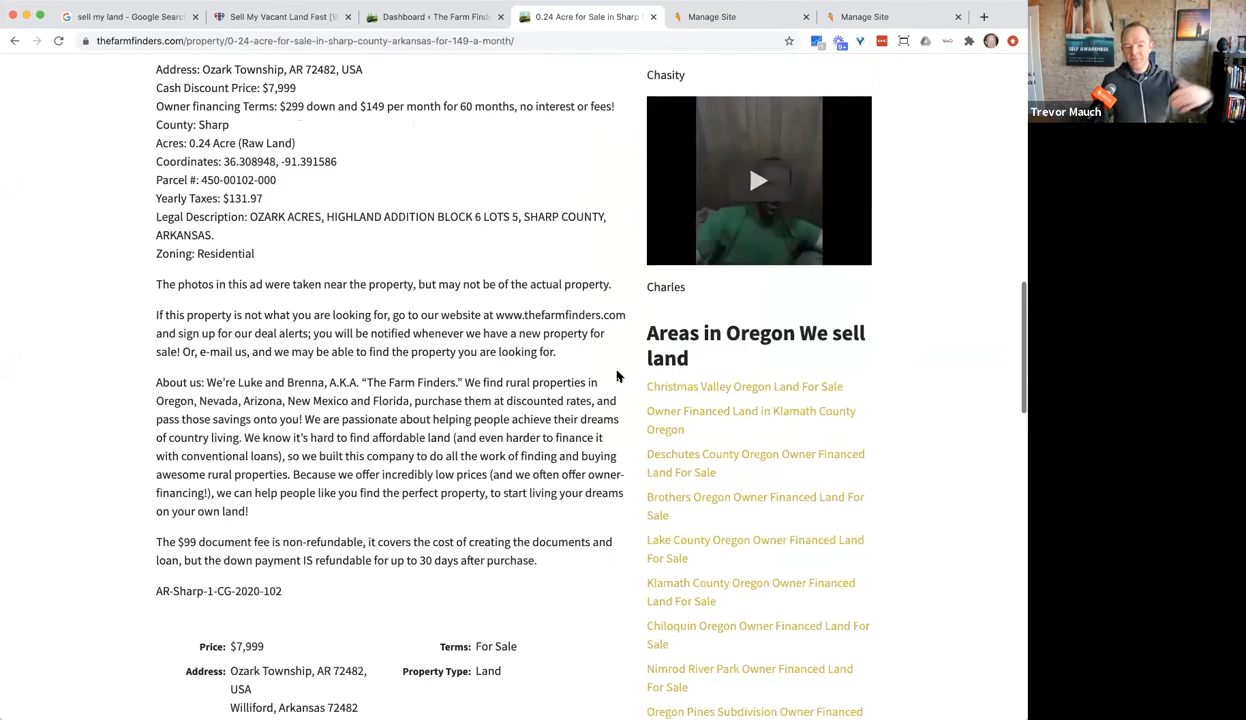 sell my land - Google Searc
Sell My Vacant Land Fast [
Dashboard ‹ The Farm Finders
0.24 Acre for Sale in Sharp
Manage Site
Manage Site
thefarmfinders.com/property/0-24-acre-for-sale-in-sharp-county-arkansas-for-149-a-month/
SELF AWARENESS
Trevor Mauch
Address: Ozark Township, AR 72482, USA
Cash Discount Price: $7,999
Owner financing Terms: $299 down and $149 per month for 60 months, no interest or fees!
County: Sharp
Acres: 0.24 Acre (Raw Land)
Coordinates: 36.308948, -91.391586
Parcel #: 450-00102-000
Yearly Taxes: $131.97
Legal Description: OZARK ACRES, HIGHLAND ADDITION BLOCK 6 LOTS 5, SHARP COUNTY,
ARKANSAS.
Zoning: Residential
The photos in this ad were taken near the property, but may not be of the actual property.
If this property is not what you are looking for, go to our website at www.thefarmfinders.com
and sign up for our deal alerts; you will be notified whenever we have a new property for
sale! Or, e-mail us, and we may be able to find the property you are looking for.
About us: We're Luke and Brenna, A.K.A. “The Farm Finders.” We find rural properties in
Oregon, Nevada, Arizona, New Mexico and Florida, purchase them at discounted rates, and
pass those savings onto you! We are passionate about helping people achieve their dreams
of country living. We know it's hard to find affordable land (and even harder to finance it
with conventional loans), so we built this company to do all the work of finding and buying
awesome rural properties. Because we offer incredibly low prices (and we often offer owner-
financing!), we can help people like you find the perfect property, to start living your dreams
on your own land!
The $99 document fee is non-refundable, it covers the cost of creating the documents and
loan, but the down payment IS refundable for up to 30 days after purchase.
AR-Sharp-1-CG-2020-102
Price: $7,999
Terms: For Sale
Address: Ozark Township, AR 72482,
USA
Williford, Arkansas 72482
Property Type: Land
Chasity
Charles
Areas in Oregon We sell
land
Christmas Valley Oregon Land For Sale
Owner Financed Land in Klamath County
Oregon
Deschutes County Oregon Owner Financed
Land For Sale
Brothers Oregon Owner Financed Land For
Sale
Lake County Oregon Owner Financed Land
For Sale
Klamath County Oregon Owner Financed
Land For Sale
Chiloquin Oregon Owner Financed Land For
Sale
Nimrod River Park Owner Financed Land
For Sale
Oregon Pines Subdivision Owner Financed